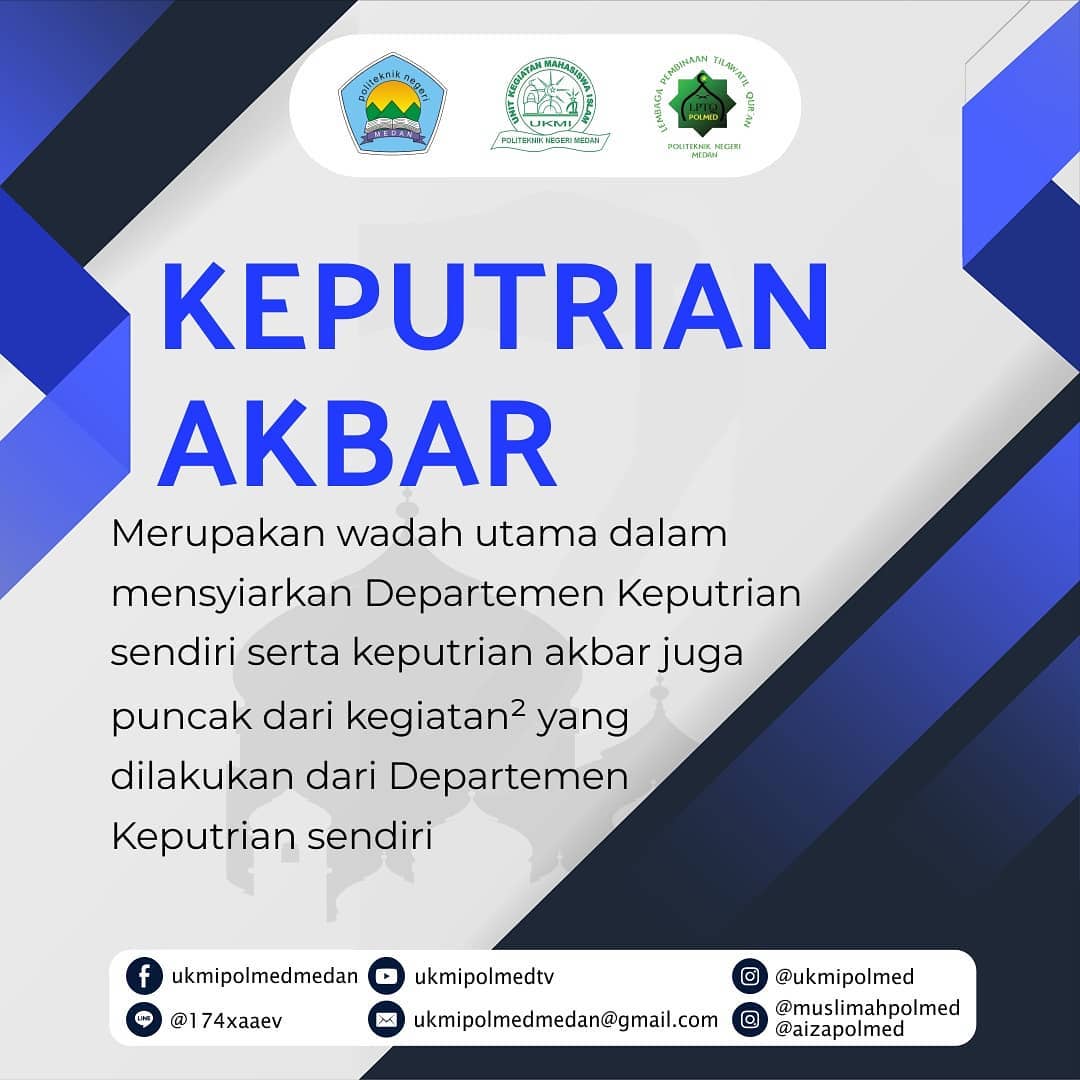 politeknik negeri
MEDAN
UNIT KEGIATAN MAHASISWA ISLAM
UKMI
POLITEKNIK NEGERI MEDAN
LEMBAGA PEMBINAAN TILAWATIL QUR'AN
LPTQ
POLMED
POLITEKNIK NEGERI
MEDAN
KEPUTRIAN
AKBAR
Merupakan wadah utama dalam
mensyiarkan Departemen Keputrian
sendiri serta keputrian akbar juga
puncak dari kegiatan² yang
dilakukan dari Departemen
Keputrian sendiri
ukmipolmedmedan
ukmipolmedtv
@ukmipolmed
LINE
@174xaaev
ukmipolmedmedan@gmail.com
@muslimahpolmed
@aizapolmed